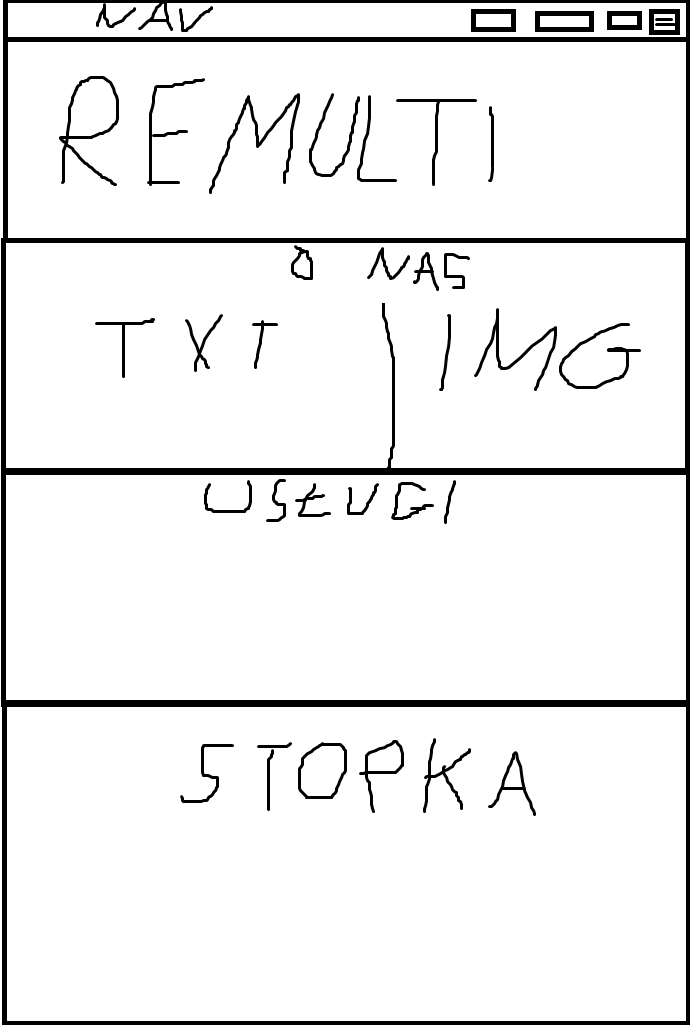 NAV
REMULTI
O NAS
TXT IMG
USŁUGI
STOPKA